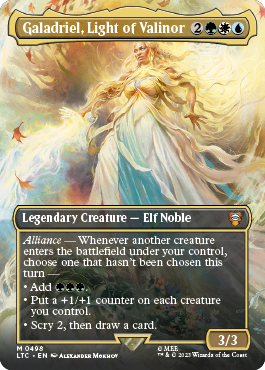 Galadriel, Light of Valinor 2
Legendary Creature — Elf Noble
Alliance — Whenever another creature
enters the battlefield under your control,
choose one that hasn't been chosen this
turn —
• Add
• Put a +1/+1 counter on each creature
you control.
• Scry 2, then draw a card.
3/3
M 0498
LTC • EN ALEXANDER MOKHOV
© MEE
™ & © 2023 Wizards of the Coast